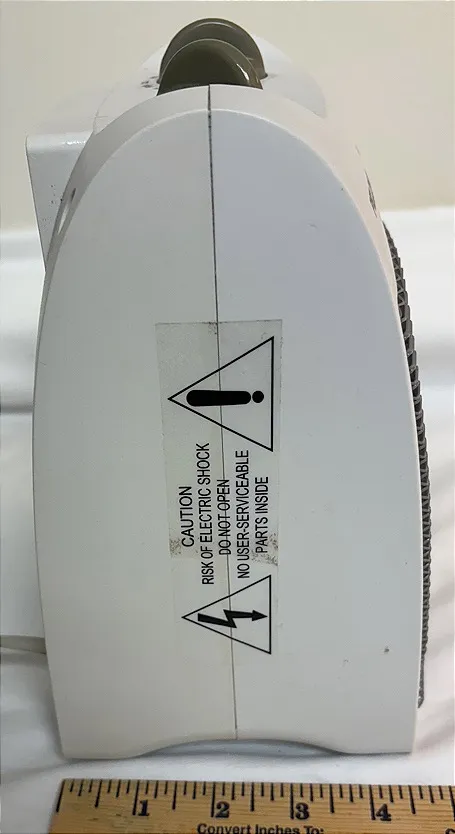 CAUTION
RISK OF ELECTRIC SHOCK
DO NOT OPEN
NO USER-SERVICEABLE
PARTS INSIDE
1 2 3 4
Convert Inches To: